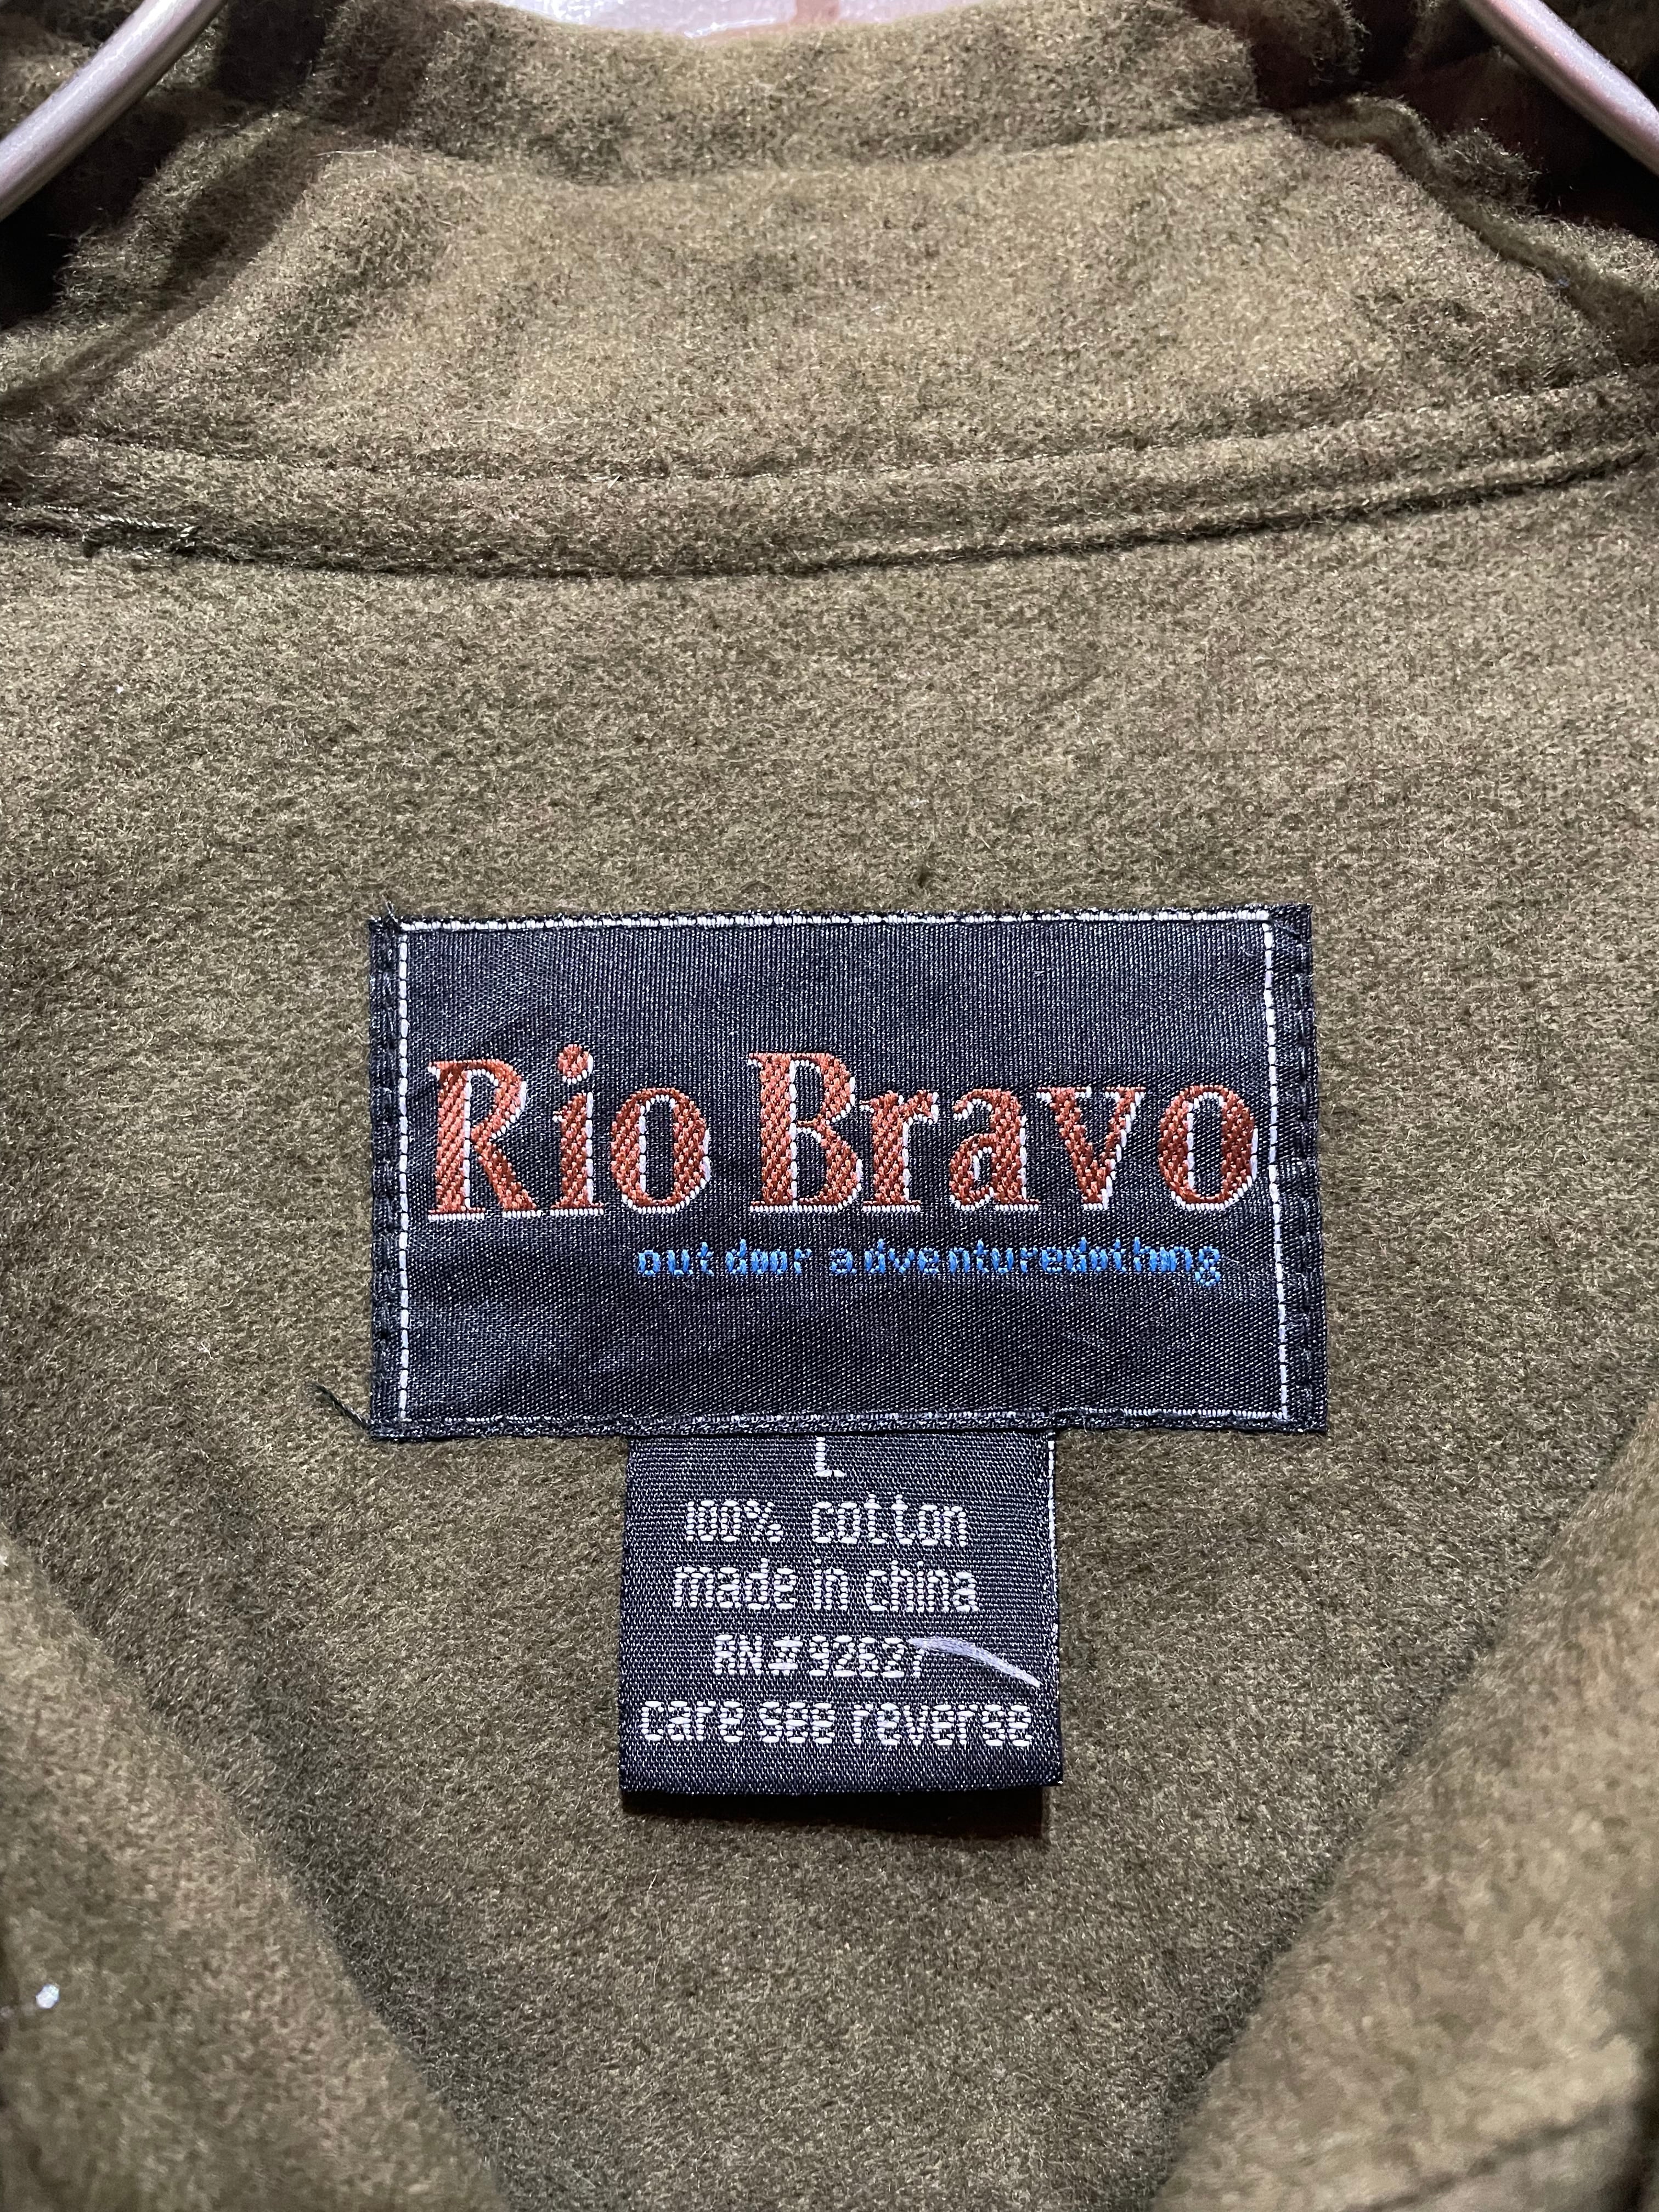 Rio Bravo
outdoor adventureclothing
L
100% cotton
made in china
RN#92627
care see reverse